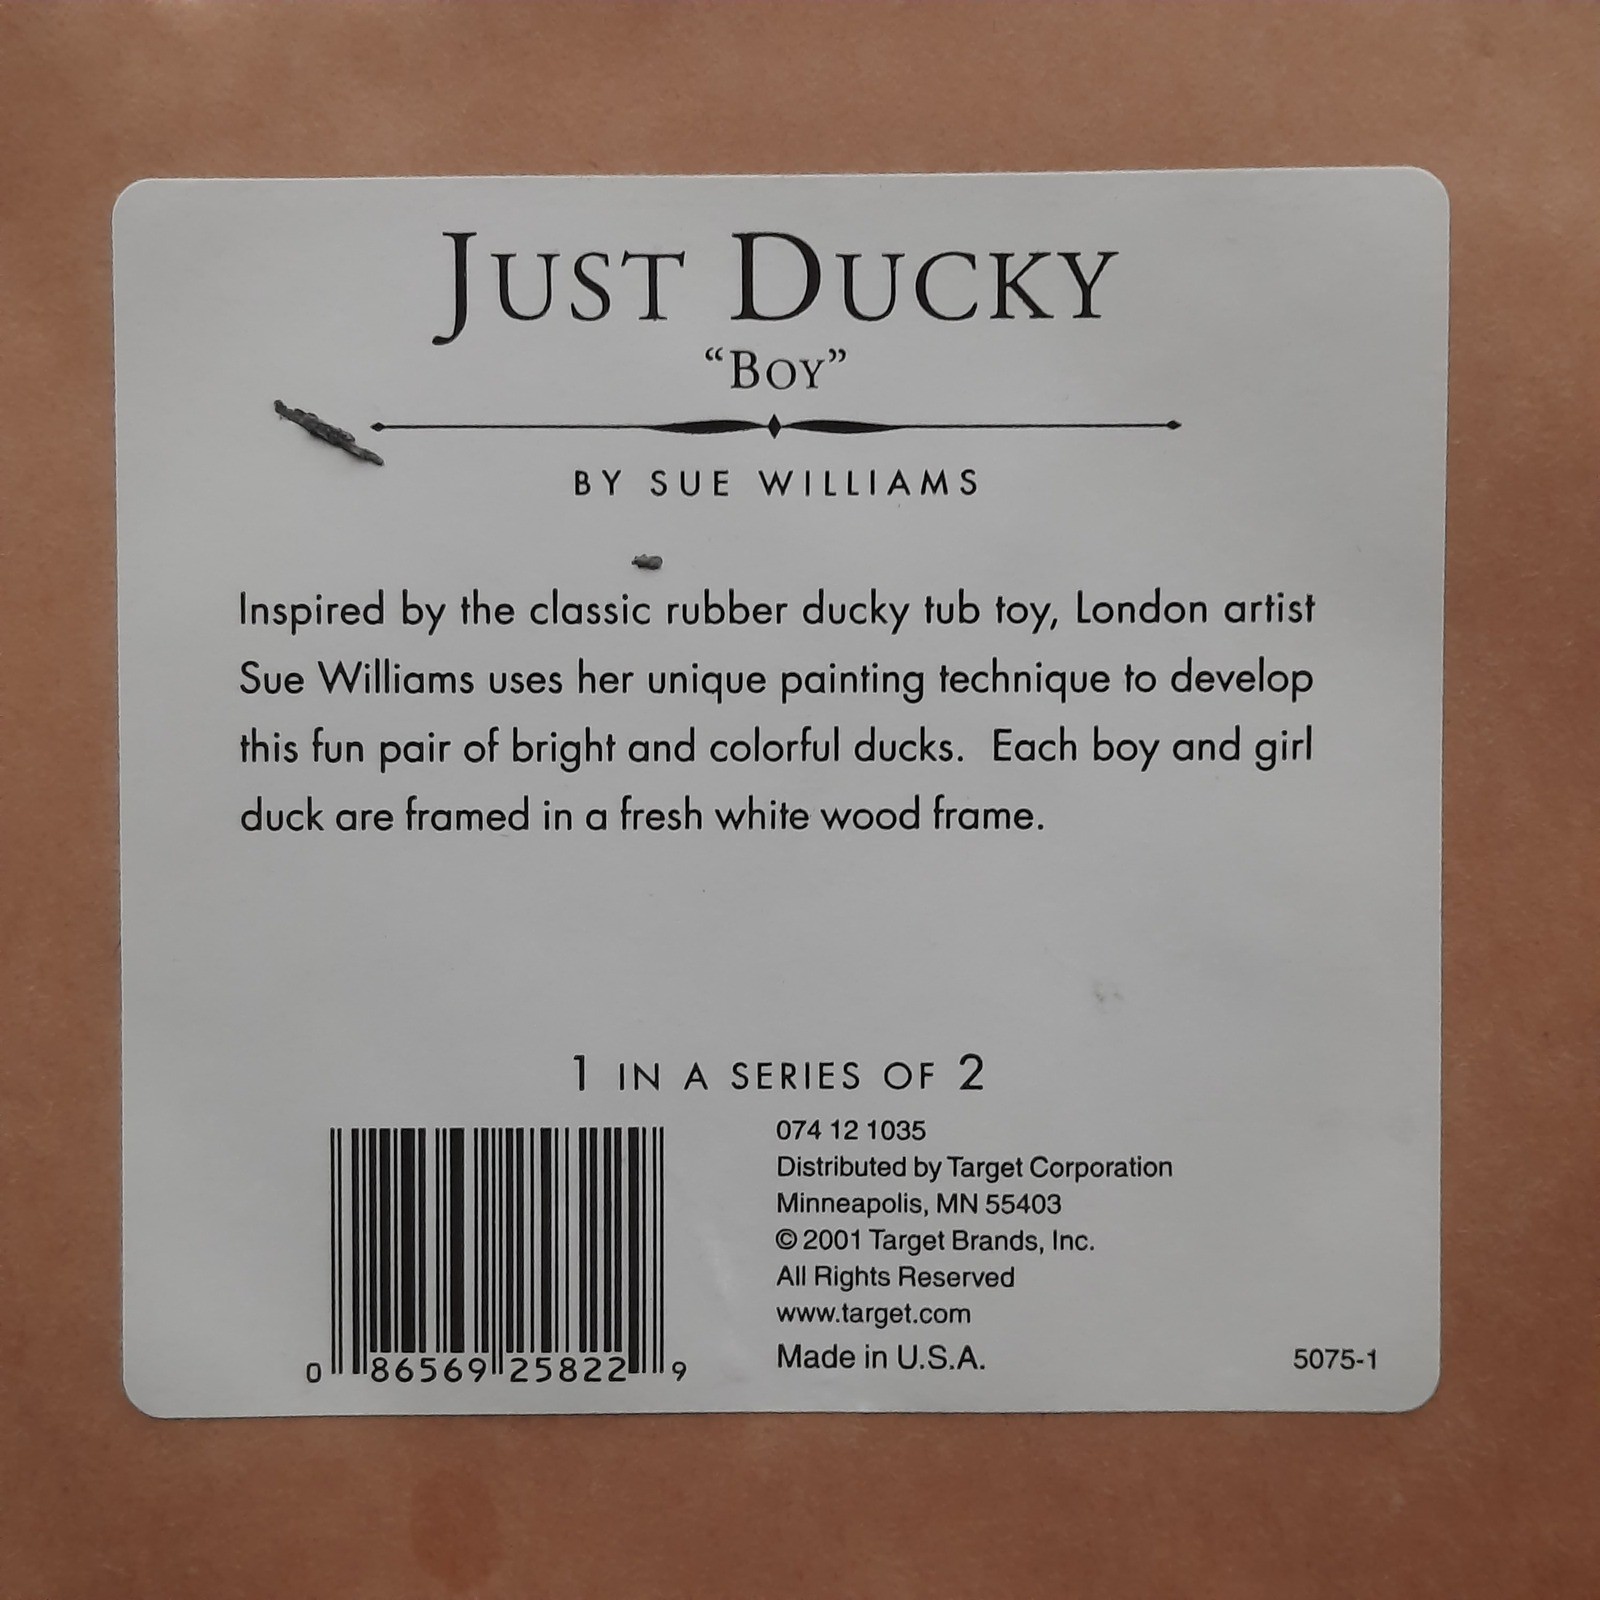 JUST DUCKY
“BOY”
BY SUE WILLIAMS
Inspired by the classic rubber ducky tub toy, London artist
Sue Williams uses her unique painting technique to develop
this fun pair of bright and colorful ducks. Each boy and girl
duck are framed in a fresh white wood frame.
1 IN A SERIES OF 2
074 12 1035
Distributed by Target Corporation
Minneapolis, MN 55403
© 2001 Target Brands, Inc.
All Rights Reserved
www.target.com
Made in U.S.A.
5075-1
0 86569 25822 9